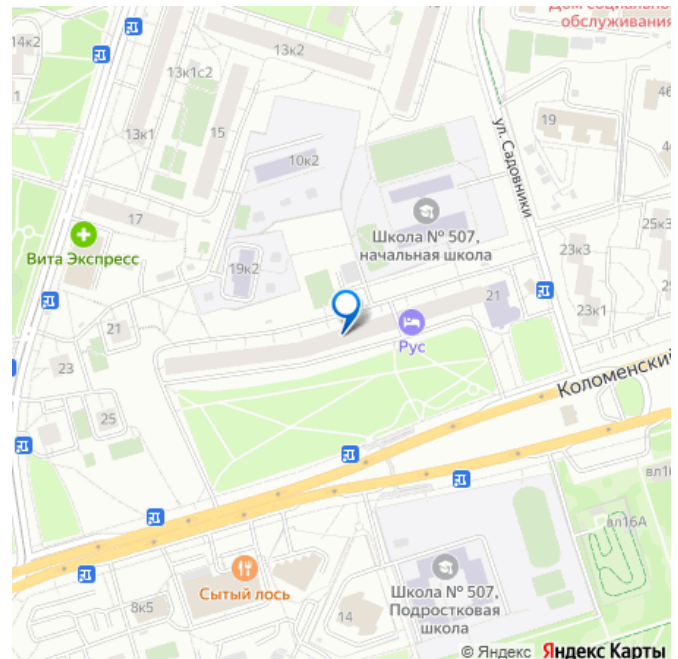 Дом социально
обслуживания
14к2
13к2
13к1с2
46
1
19
13к1
15
ул. Садовники
10к2
17
Школа № 507,
начальная школа
25к3
Вита Экспресс
19к2
23к3
21
21
23к1
Рус
23
Коломенский
25
вл16А
Сытый лось
Школа № 507,
Подростковая
школа
8к5
14
© Яндекс Яндекс Карты